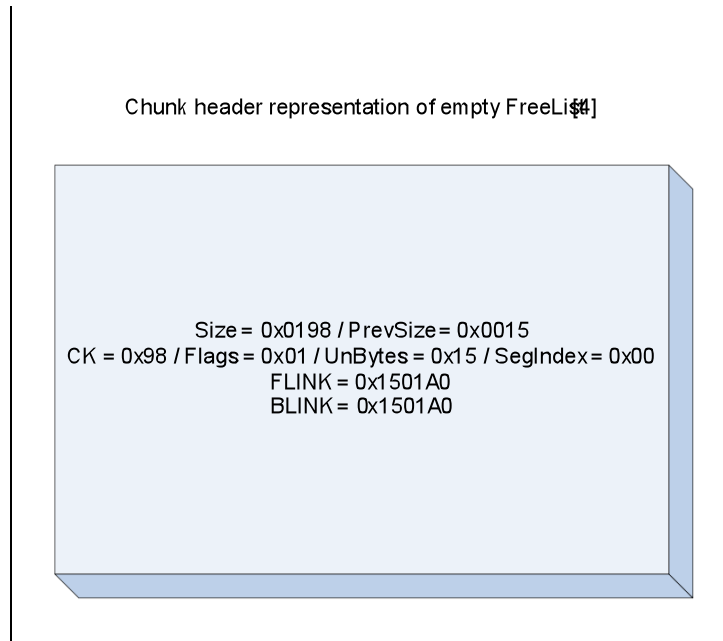 Chunk header representation of empty FreeList[4]
Size = 0x0198 / PrevSize = 0x0015
CK = 0x98 / Flags = 0x01 / UnBytes = 0x15 / SegIndex = 0x00
FLINK = 0x1501A0
BLINK = 0x1501A0